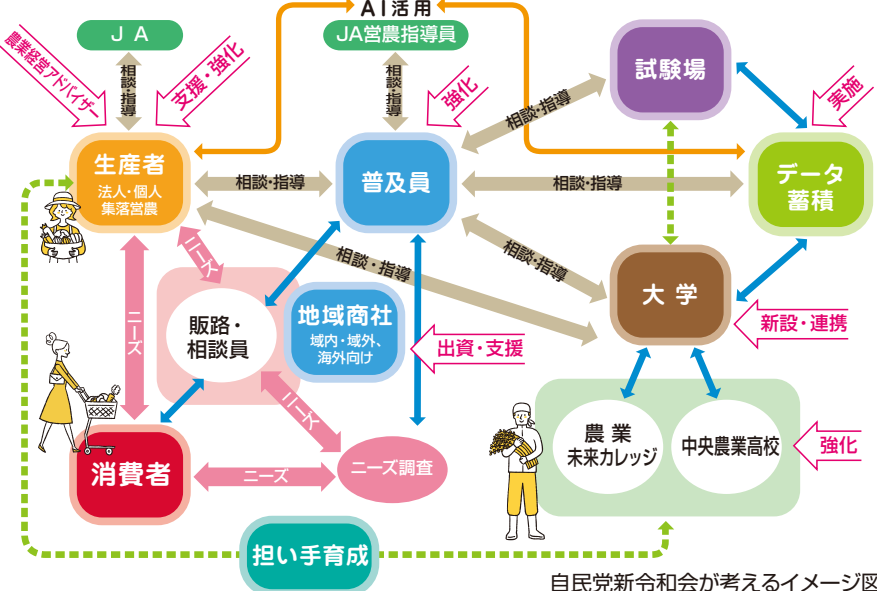 AI活用
JA
JA営農指導員
農業経営アドバイザー
相談・指導
支援・強化
相談・指導
強化
相談・指導
試験場
実施
生産者
法人・個人
集落営農
相談・指導
普及員
相談・指導
データ
蓄積
ニーズ
相談・指導
相談・指導
大学
ニーズ
販路・
相談員
地域商社
域内・域外、
海外向け
出資・支援
新設・連携
ニーズ
農業
未来カレッジ
中央農業高校
強化
消費者
ニーズ
ニーズ調査
担い手育成
自民党新令和会が考えるイメージ図